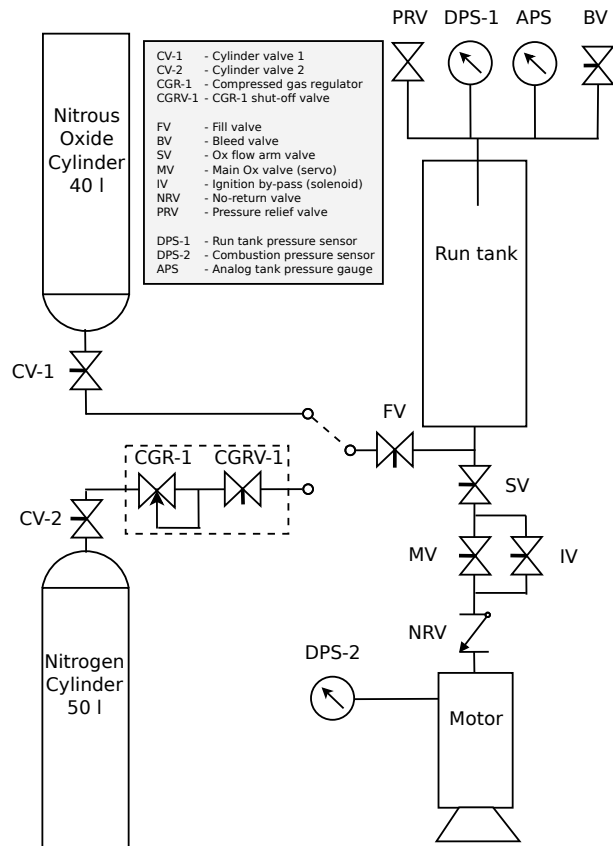 PRV DPS-1 APS BV
Nitrous
Oxide
Cylinder
40 l
CV-1 - Cylinder valve 1
CV-2 - Cylinder valve 2
CGR-1 - Compressed gas regulator
CGRV-1 - CGR-1 shut-off valve
FV - Fill valve
BV - Bleed valve
SV - Ox flow arm valve
MV - Main Ox valve (servo)
IV - Ignition by-pass (solenoid)
NRV - No-return valve
PRV - Pressure relief valve
DPS-1 - Run tank pressure sensor
DPS-2 - Combustion pressure sensor
APS - Analog tank pressure gauge
Run tank
CV-1
FV
CGR-1 CGRV-1
SV
CV-2
MV IV
NRV
DPS-2
Nitrogen
Cylinder
50 l
Motor